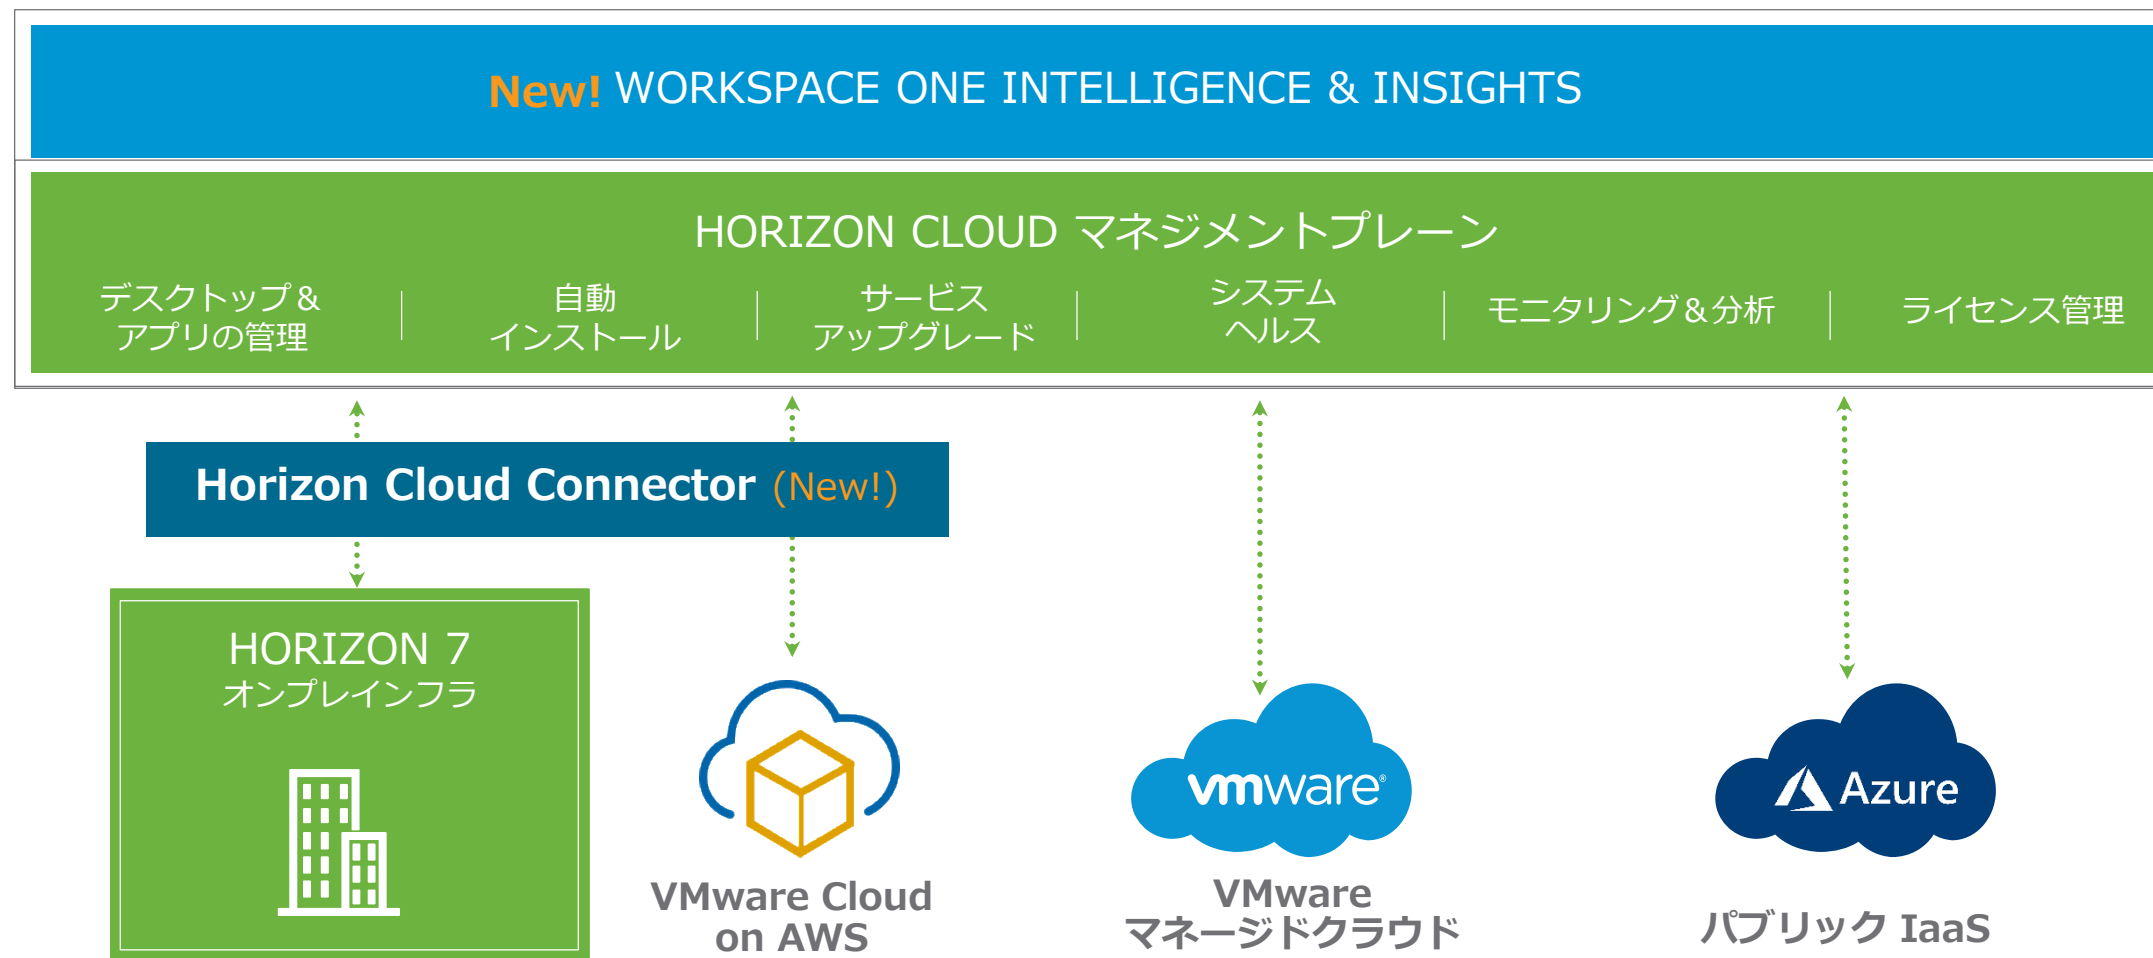 New! WORKSPACE ONE INTELLIGENCE & INSIGHTS
HORIZON CLOUD マネジメントプレーン
デスクトップ&
アプリの管理
自動
インストール
サービス
アップグレード
システム
ヘルス
モニタリング&分析
ライセンス管理
Horizon Cloud Connector (New!)
HORIZON 7
オンプレインフラ
VMware Cloud
on AWS
vmware®
VMware
マネージドクラウド
Azure
パブリック IaaS